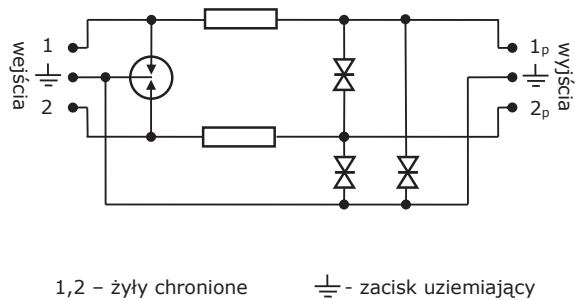 wejścia
1
2
1p
2p
wyjścia
1,2 – żyły chronione
- zacisk uziemiający